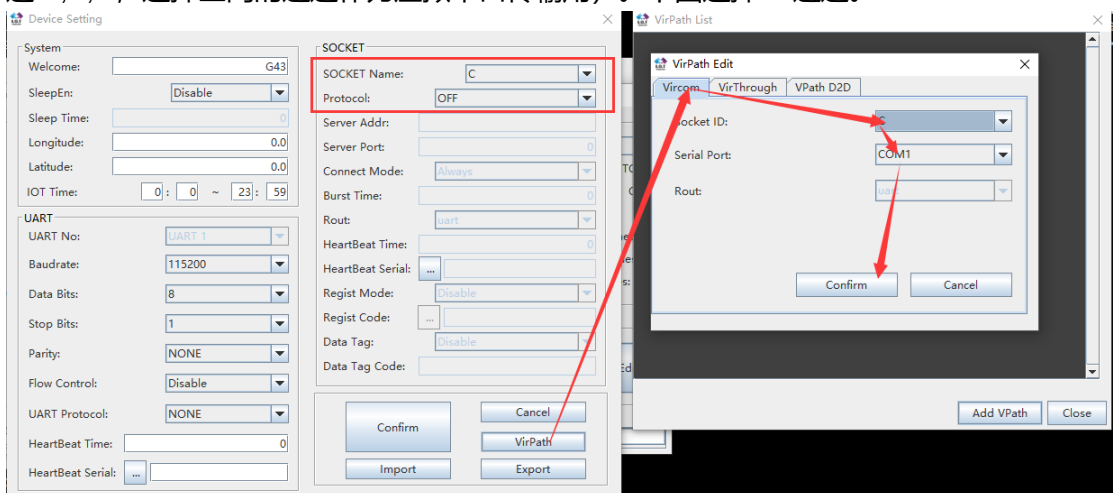 Device Setting
System
Welcome: G43
SleepEn: Disable
Sleep Time: 0
Longitude: 0.0
Latitude: 0.0
IOT Time: 0 : 0 ~ 23 : 59
UART
UART No: UART 1
Baudrate: 115200
Data Bits: 8
Stop Bits: 1
Parity: NONE
Flow Control: Disable
UART Protocol: NONE
HeartBeat Time: 0
HeartBeat Serial: ...
SOCKET
SOCKET Name: C
Protocol: OFF
Server Addr:
Server Port: 0
Connect Mode: Always
Burst Time: 0
Rout: uart
HeartBeat Time: 0
HeartBeat Serial: ...
Regist Mode: Disable
Regist Code: ...
Data Tag: Disable
Data Tag Code:
Confirm
Cancel
VirPath
Import
Export
VirPath List
VirPath Edit
Vircom VirThrough VPath D2D
Socket ID: C
Serial Port: COM1
Rout: uart
Confirm Cancel
Add VPath Close